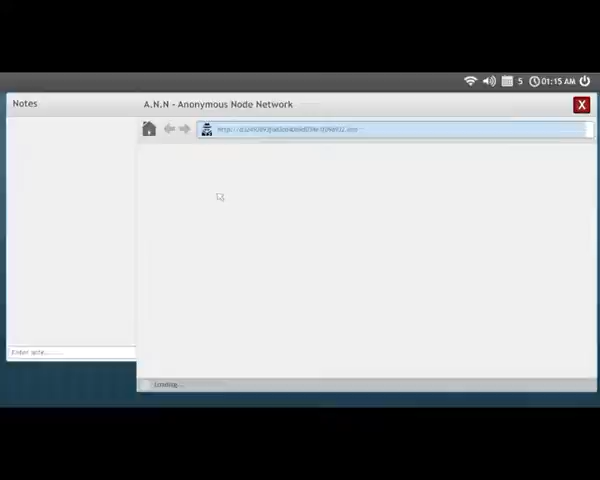 5 01:15 AM
Notes
A.N.N - Anonymous Node Network
X
Enter note......
Loading...